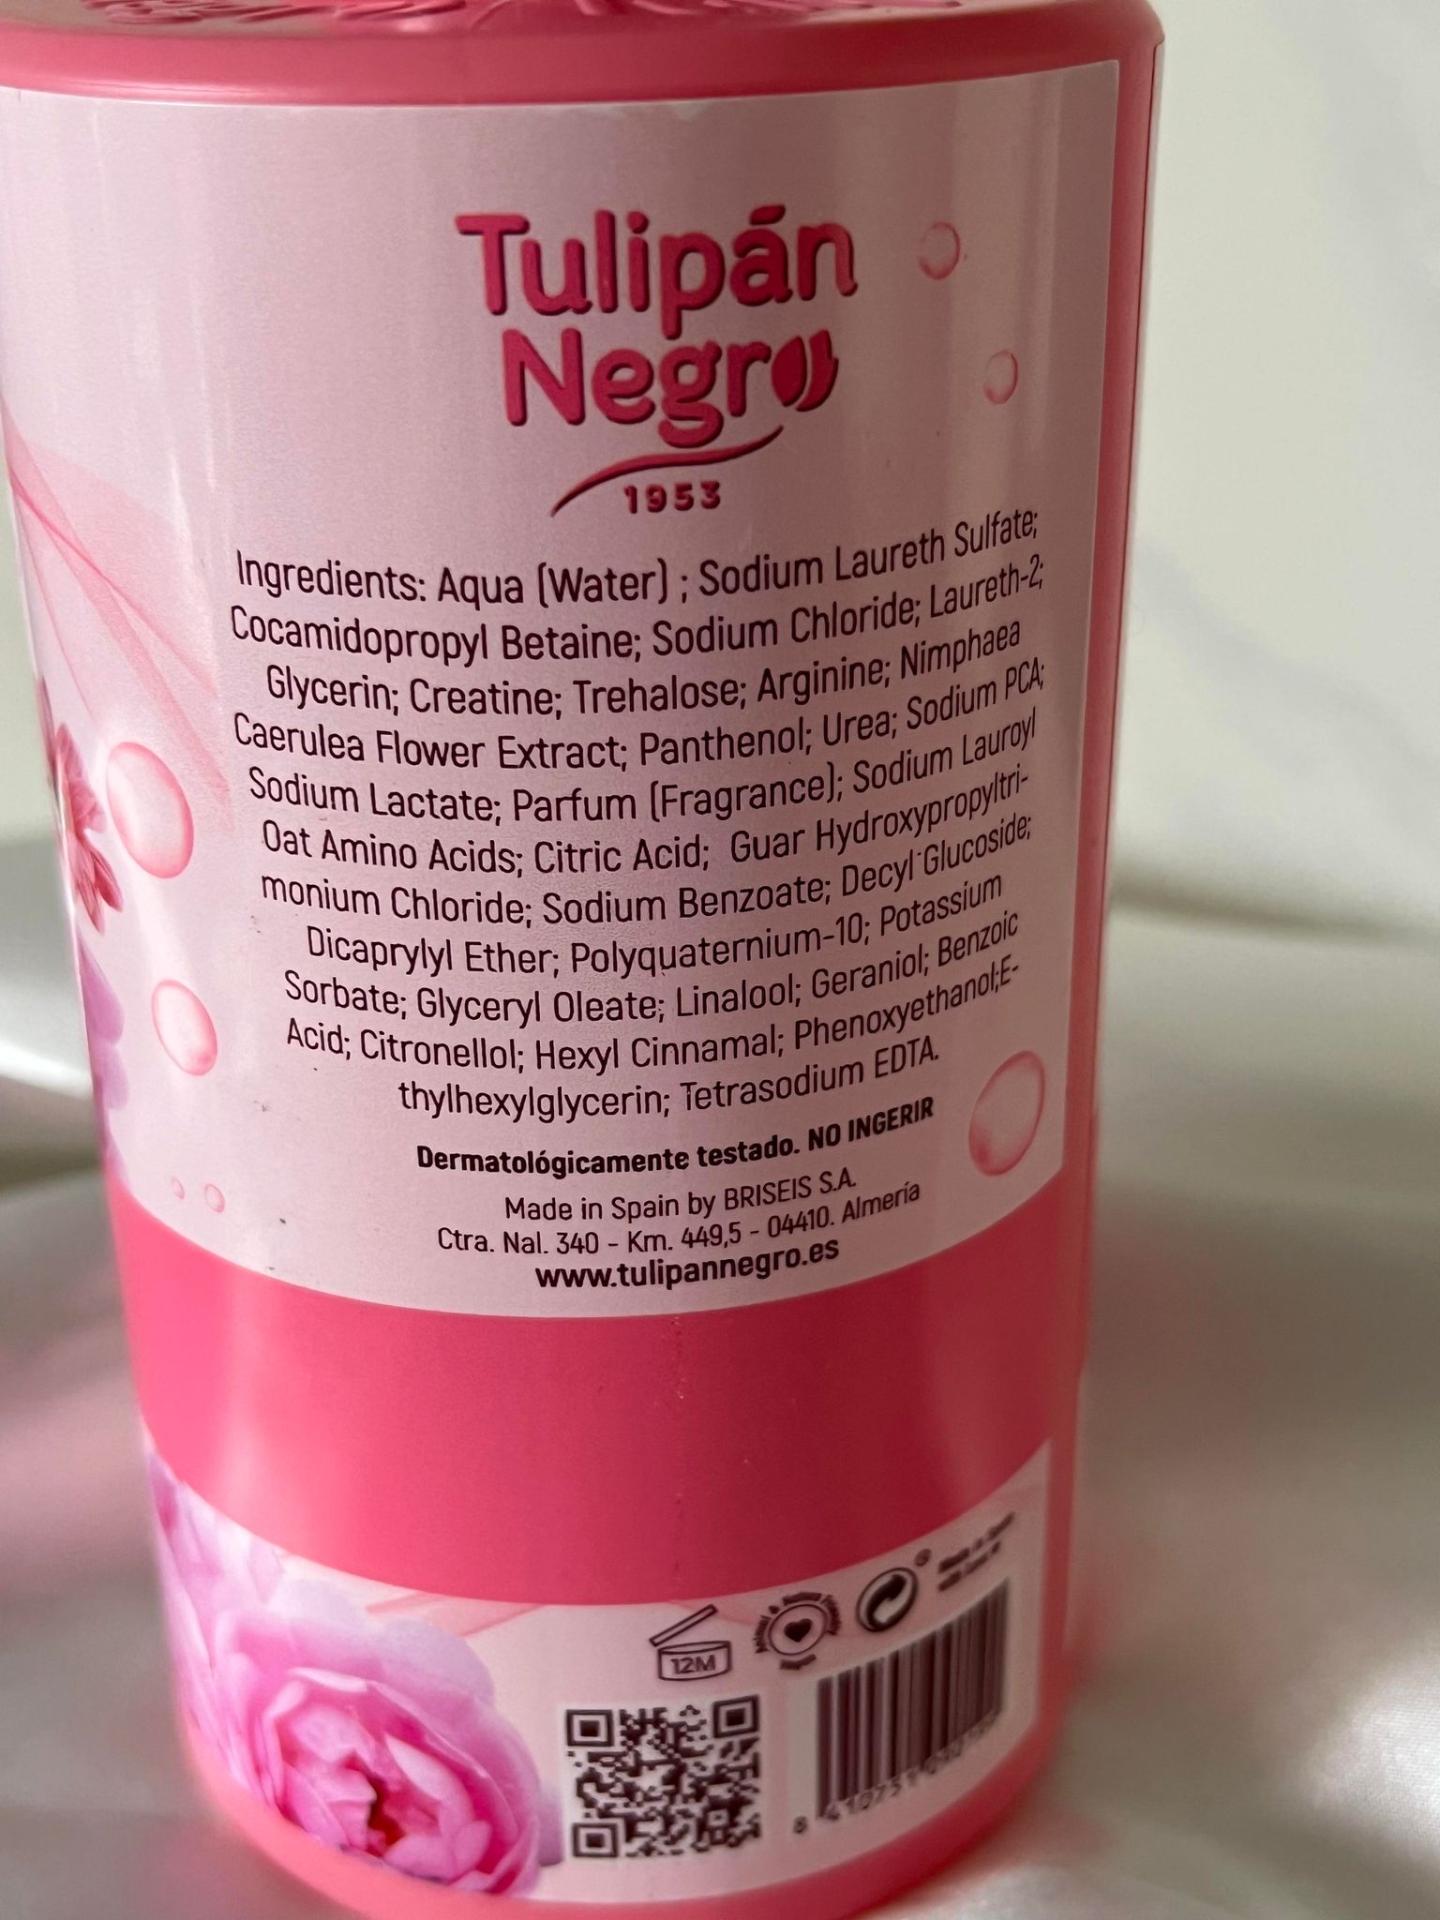 Tulipán
Negro
1953
Ingredients: Aqua (Water) ; Sodium Laureth Sulfate;
Cocamidopropyl Betaine; Sodium Chloride; Laureth-2;
Glycerin; Creatine; Trehalose; Arginine; Nimphaea
Caerulea Flower Extract; Panthenol; Urea; Sodium PCA;
Sodium Lactate; Parfum (Fragrance); Sodium Lauroyl
Oat Amino Acids; Citric Acid; Guar Hydroxypropyltri-
monium Chloride; Sodium Benzoate; Decyl Glucoside;
Dicaprylyl Ether; Polyquaternium-10; Potassium
Sorbate; Glyceryl Oleate; Linalool; Geraniol; Benzoic
Acid; Citronellol; Hexyl Cinnamal; Phenoxyethanol;E-
thylhexylglycerin; Tetrasodium EDTA.
Dermatológicamente testado. NO INGERIR
Made in Spain by BRISEIS S.A.
Ctra. Nal. 340 - Km. 449,5 - 04410. Almería
www.tulipannegro.es
12M